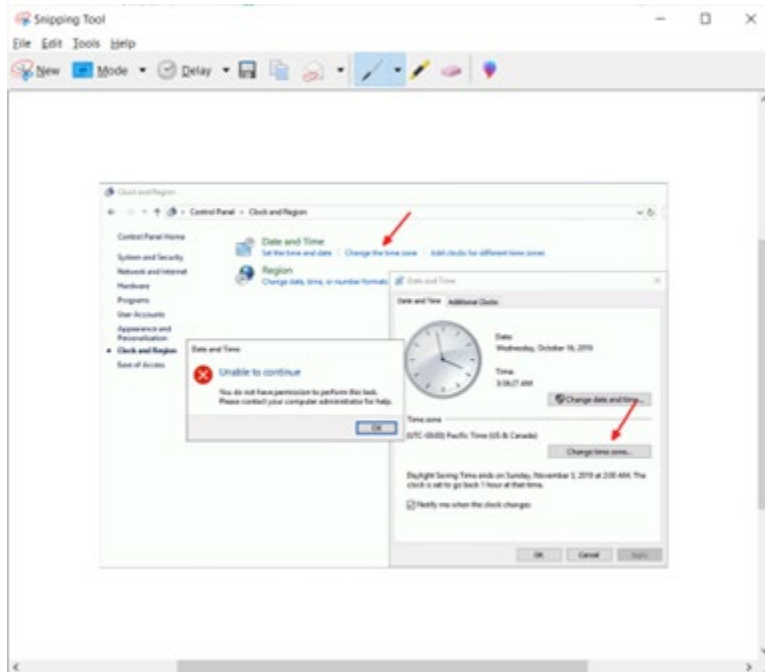 Snipping Tool
File Edit Tools Help
New Mode Delay
Clock and Region
Control Panel Clock and Region
Control Panel Home
System and Security
Network and Internet
Hardware
Programs
User Accounts
Appearance and
Personalization
Clock and Region
Ease of Access
Date and Time
Set the time and date Change the time zone Add clocks for different time zones
Region
Change date, time, or number formats
Date and Time
Unable to continue
You do not have permission to perform this task.
Please contact your computer administrator for help.
OK
Date and Time
Date and Time Additional Clocks
Date:
Wednesday, October 16, 2019
Time:
AM
Change date and time...
Time zone
(UTC-08:00) Pacific Time (US & Canada)
Change time zone...
Daylight Saving Time ends on Sunday, November 3, 2019 at 2:00 AM. The
clock is set to go back 1 hour at that time.
Notify me when the clock changes
OK Cancel Apply